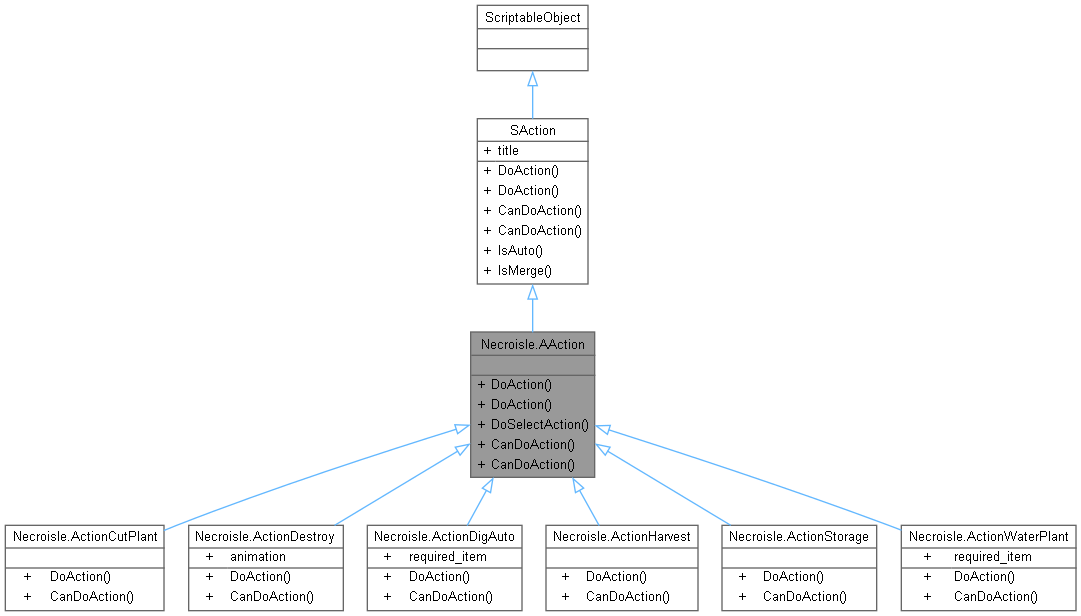 ScriptableObject
SAction
+ title
+ DoAction()
+ DoAction()
+ CanDoAction()
+ CanDoAction()
+ IsAuto()
+ IsMerge()
Necroisle.AAction
+ DoAction()
+ DoAction()
+ DoSelectAction()
+ CanDoAction()
+ CanDoAction()
Necroisle.ActionCutPlant
+ DoAction()
+ CanDoAction()
Necroisle.ActionDestroy
+ animation
+ DoAction()
+ CanDoAction()
Necroisle.ActionDigAuto
+ required_item
+ DoAction()
+ CanDoAction()
Necroisle.ActionHarvest
+ DoAction()
+ CanDoAction()
Necroisle.ActionStorage
+ DoAction()
+ CanDoAction()
Necroisle.ActionWaterPlant
+ required_item
+ DoAction()
+ CanDoAction()